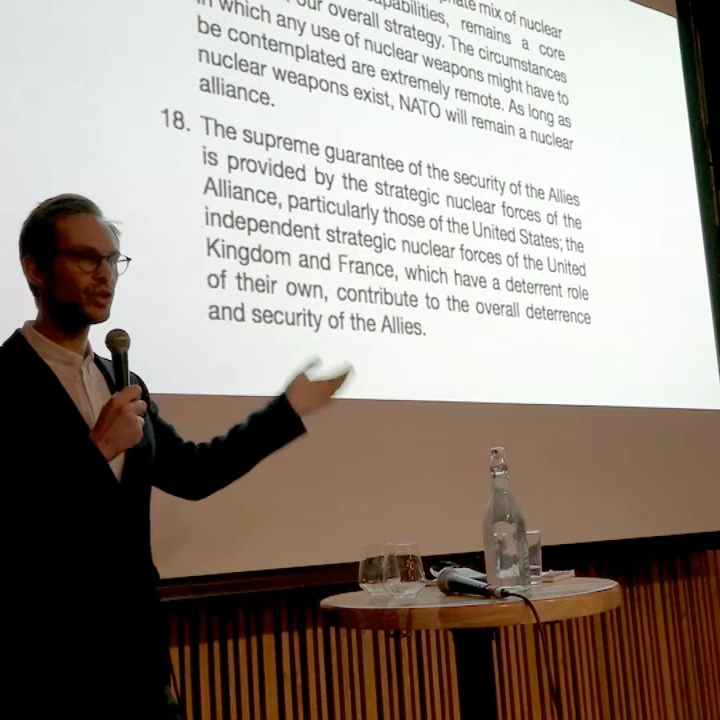 mix of nuclear
capabilities, remains a core
our overall strategy. The circumstances
in which any use of nuclear weapons might have to
be contemplated are extremely remote. As long as
nuclear weapons exist, NATO will remain a nuclear
alliance.
18. The supreme guarantee of the security of the Allies
is provided by the strategic nuclear forces of the
Alliance, particularly those of the United States; the
independent strategic nuclear forces of the United
Kingdom and France, which have a deterrent role
of their own, contribute to the overall deterrence
and security of the Allies.